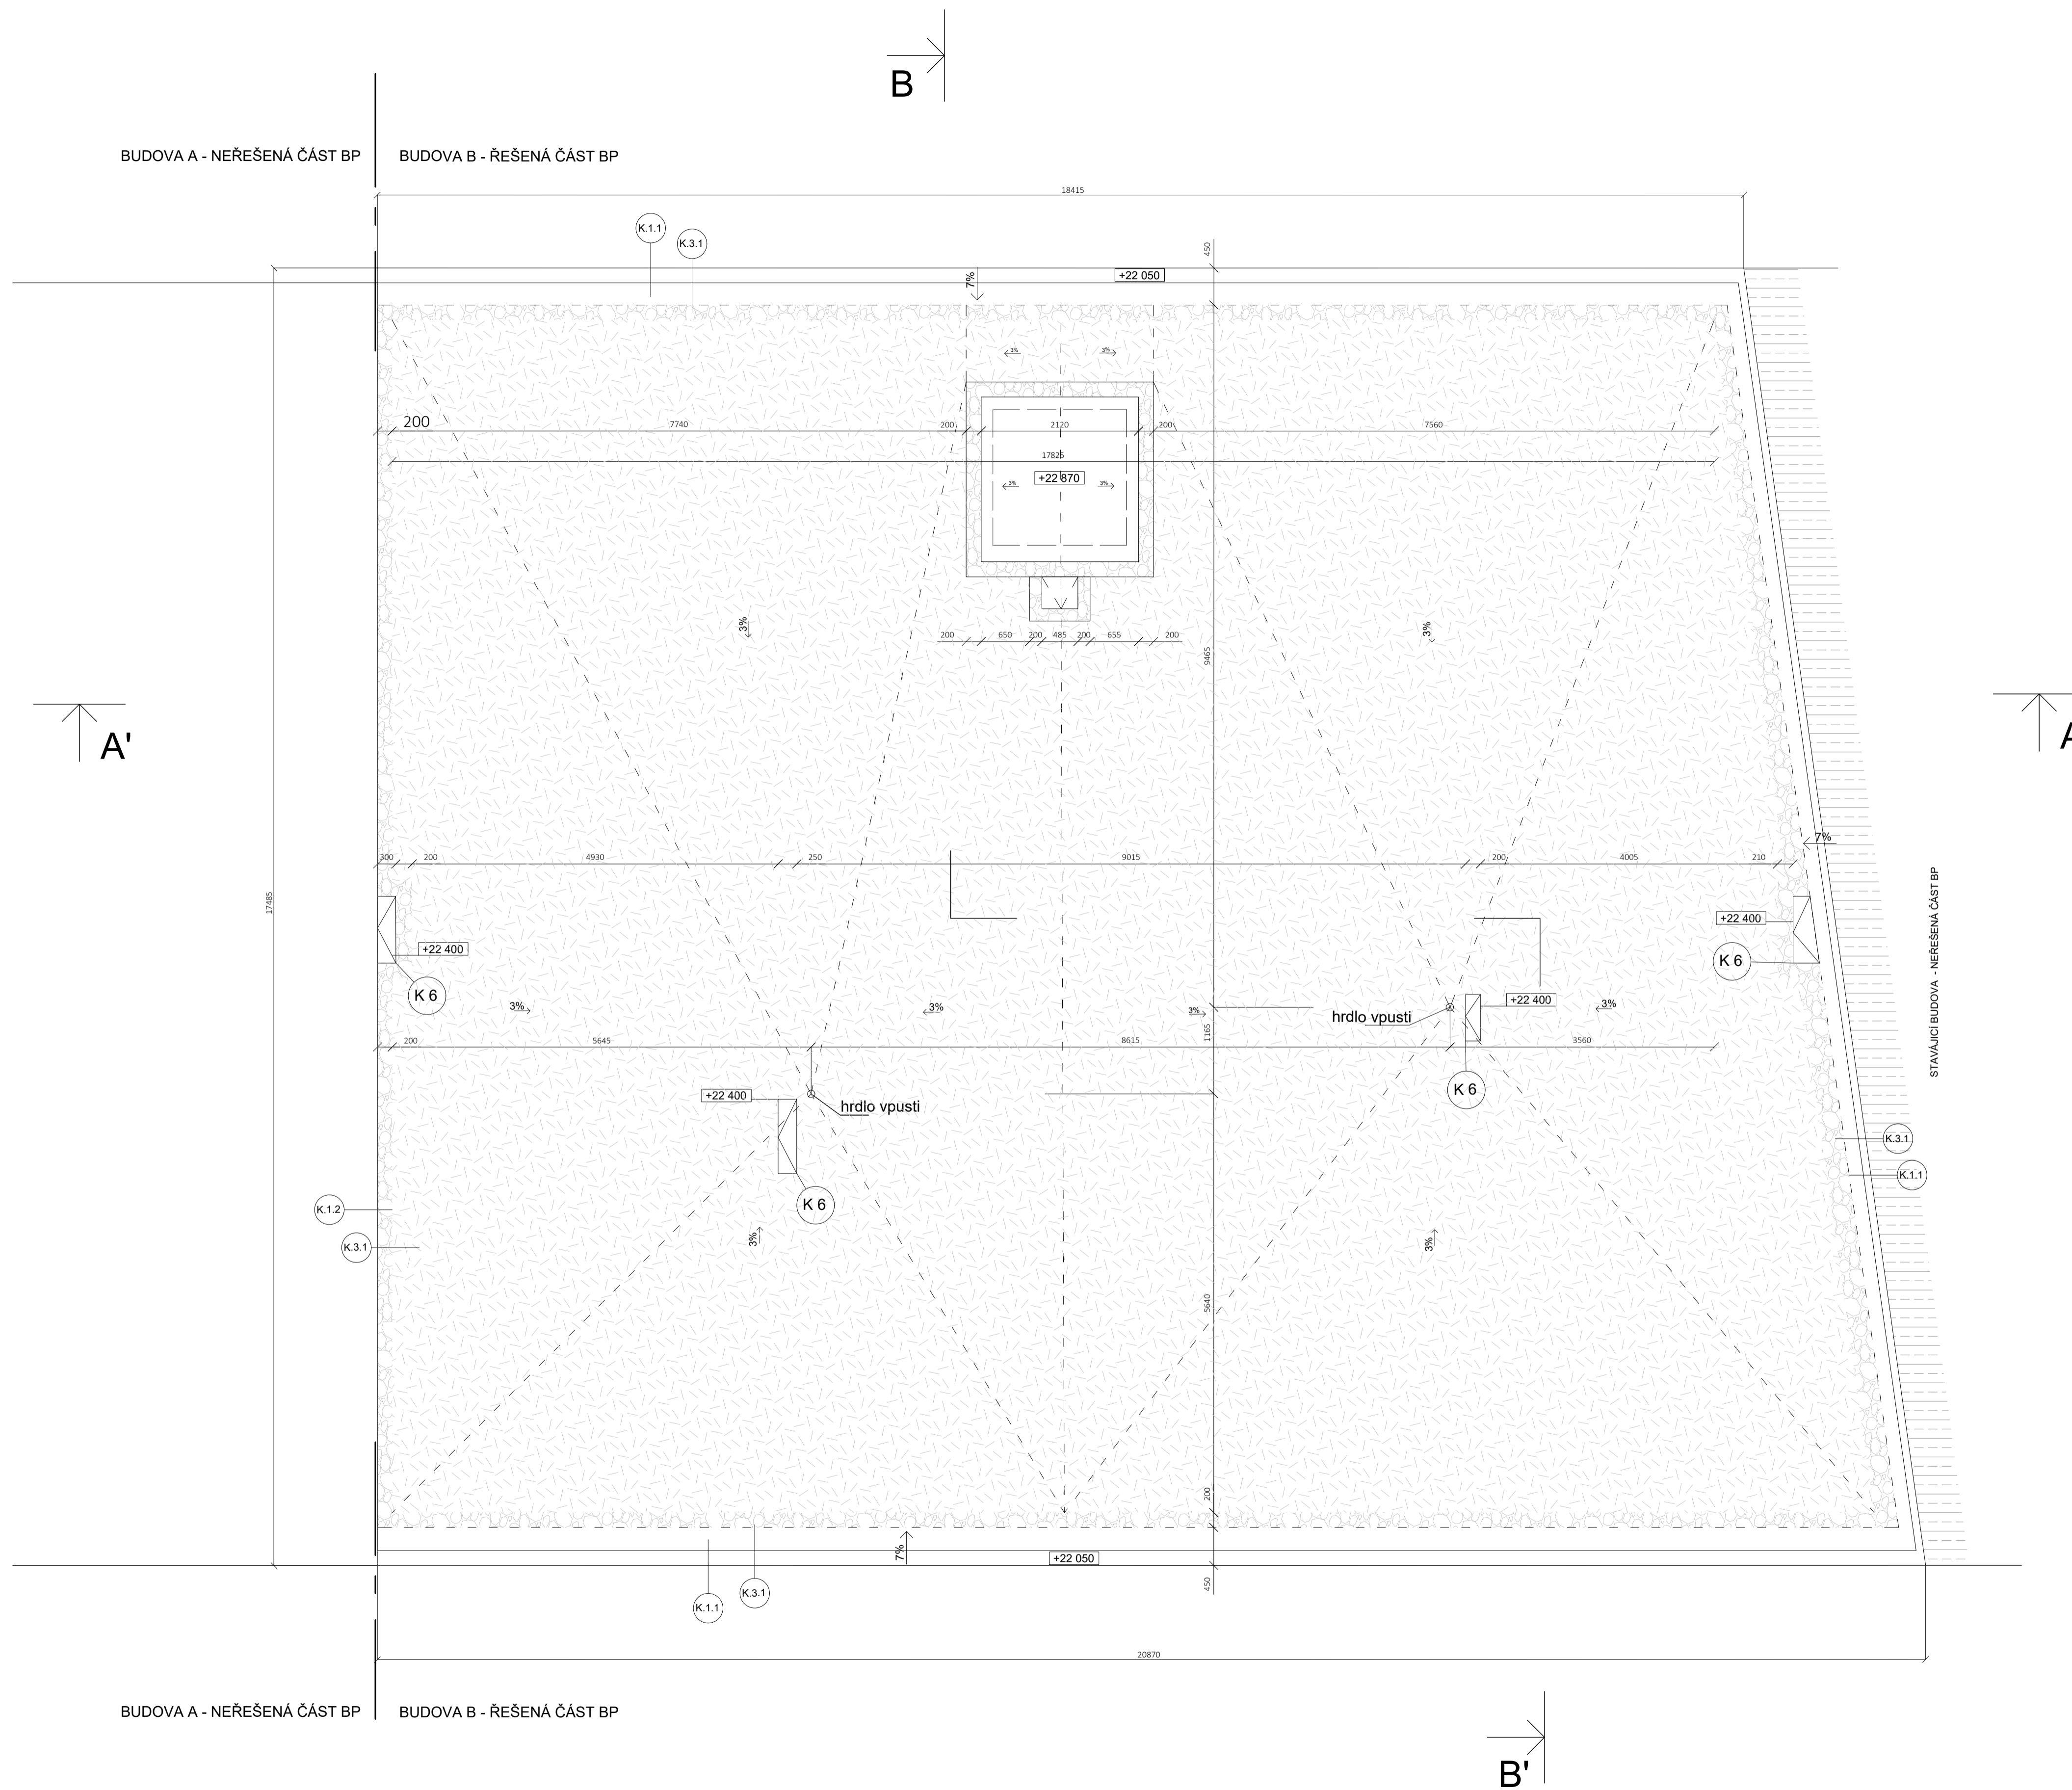 B
BUDOVA A - NEŘEŠENÁ ČÁST BP
BUDOVA B - ŘEŠENÁ ČÁST BP
18415
K.1.1
K.3.1
450
7%
+22 050
3%
3%
200
7740
200
2120
200
7560
17825
+22 870
3%
3%
3%
3%
200
650
200
485
200
655
200
9465
A'
A
7%
300
200
4930
250
9015
200
4005
210
17485
STAVÁJICÍ BUDOVA - NEŘEŠENÁ ČÁST BP
+22 400
+22 400
K 6
K 6
3%
3%
3%
+22 400
3%
hrdlo vpusti
1165
200
5645
8615
3560
+22 400
hrdlo vpusti
K 6
K.3.1
K.1.1
K.1.2
K 6
K.3.1
3%
3%
5640
200
7%
+22 050
450
K.3.1
K.1.1
20870
BUDOVA A - NEŘEŠENÁ ČÁST BP
BUDOVA B - ŘEŠENÁ ČÁST BP
B'